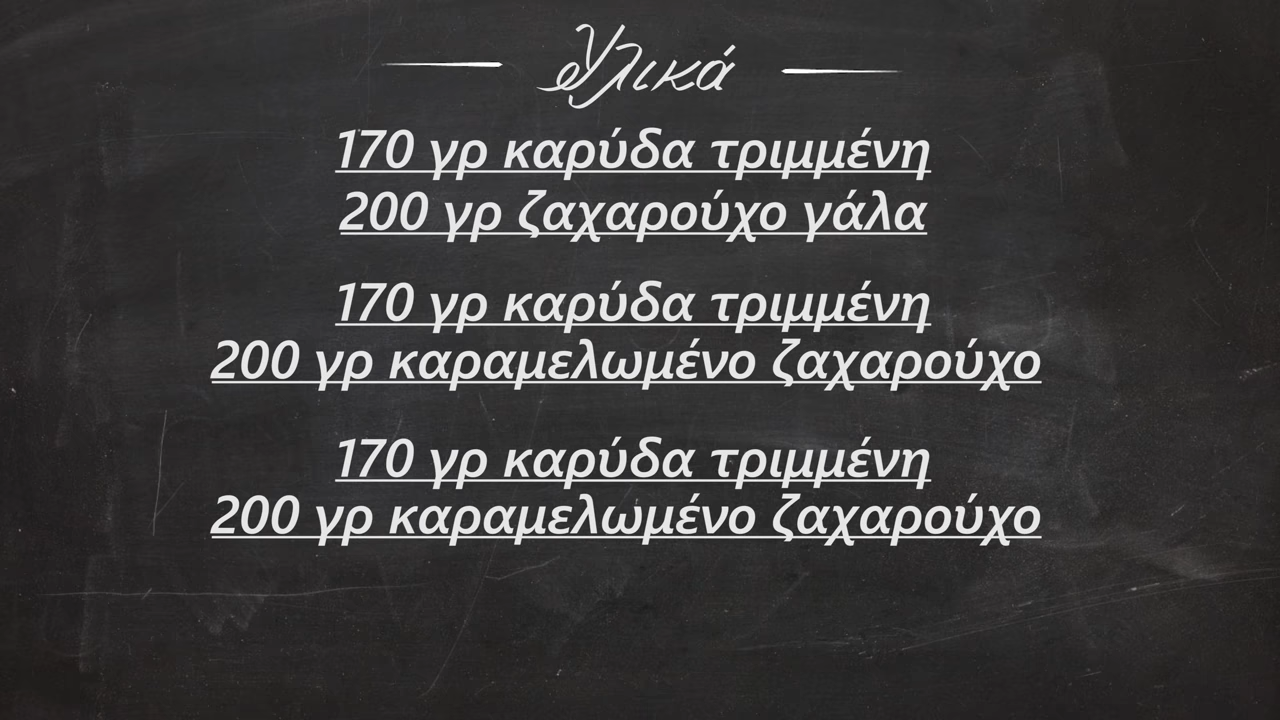 Υλικά
170 γρ καρύδα τριμμένη
200 γρ ζαχαρούχο γάλα
170 γρ καρύδα τριμμένη
200 γρ καραμελωμένο ζαχαρούχο
170 γρ καρύδα τριμμένη
200 γρ καραμελωμένο ζαχαρούχο